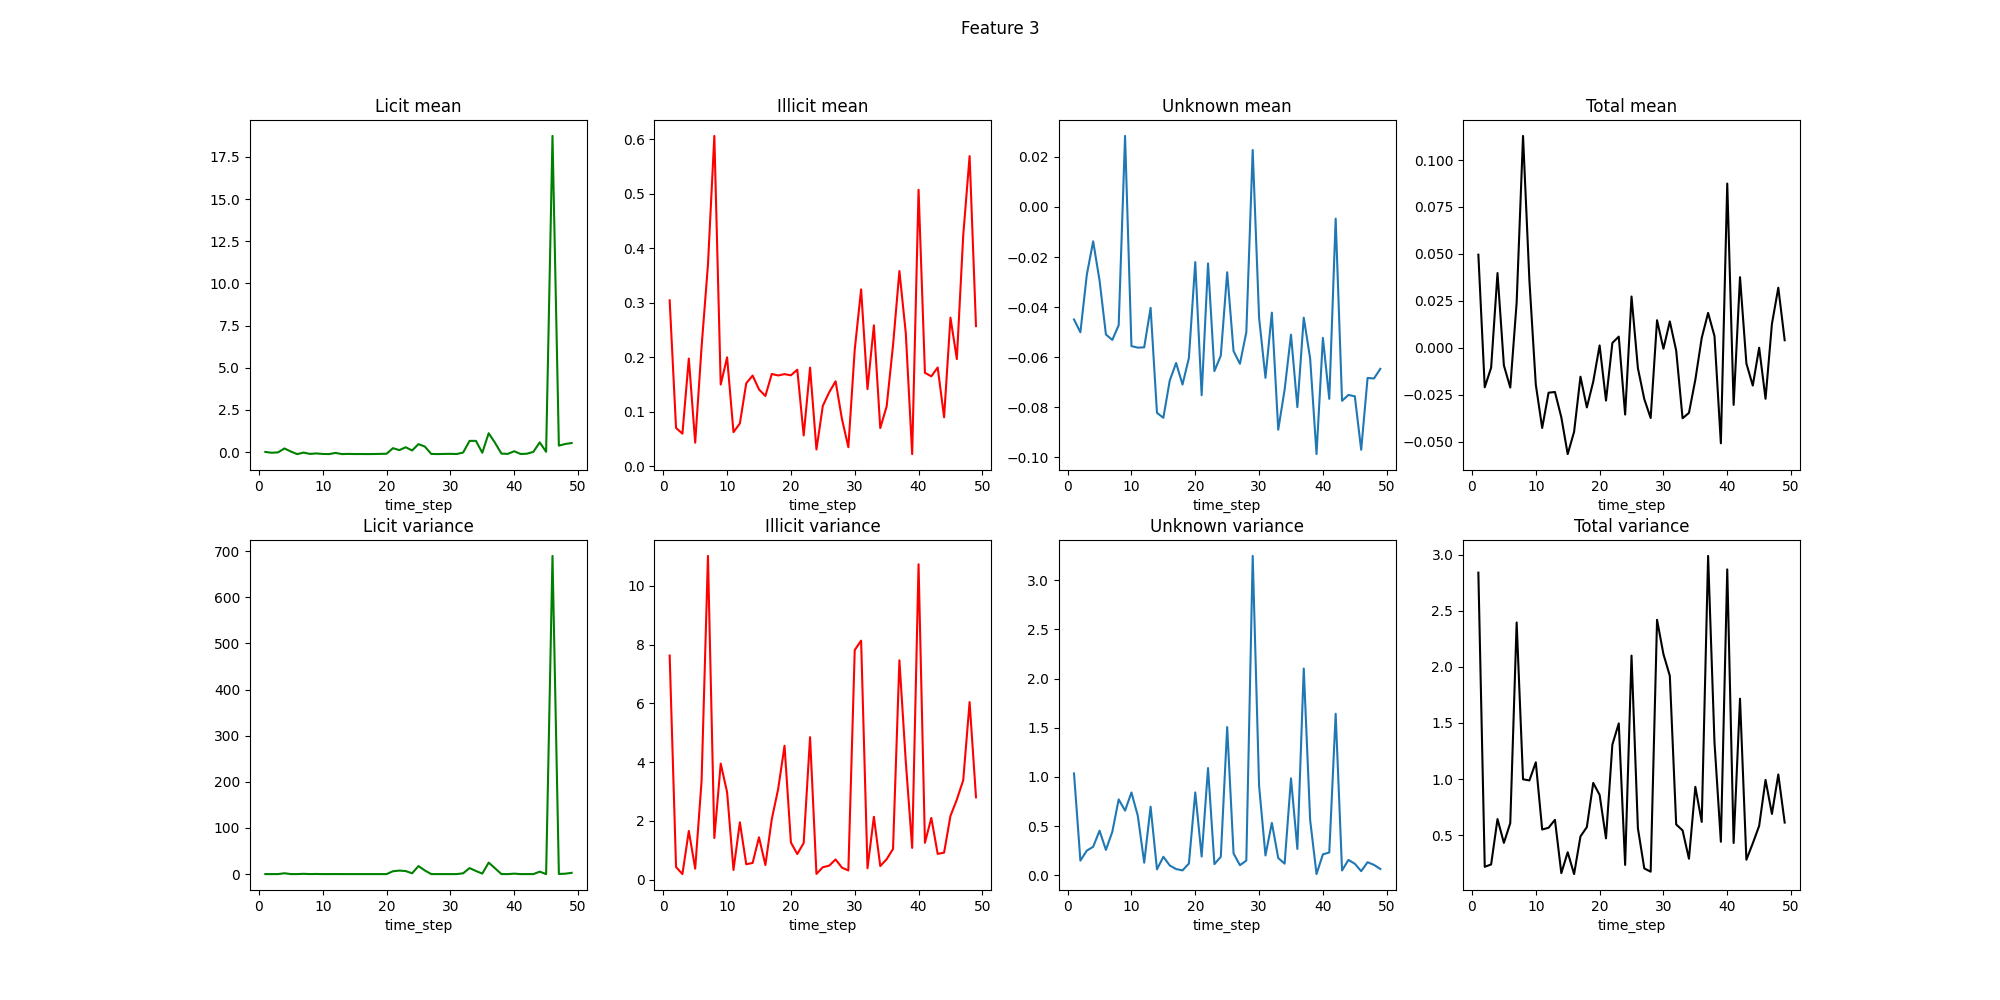 Feature 3
Licit mean
Illicit mean
Unknown mean
Total mean
17.5
15.0
12.5
10.0
7.5
5.0
2.5
0.0
0 10 20 30 40 50
time_step
0.6
0.5
0.4
0.3
0.2
0.1
0.0
0 10 20 30 40 50
time_step
0.02
0.00
−0.02
−0.04
−0.06
−0.08
−0.10
0 10 20 30 40 50
time_step
0.100
0.075
0.050
0.025
0.000
−0.025
−0.050
0 10 20 30 40 50
time_step
Licit variance
Illicit variance
Unknown variance
Total variance
700
600
500
400
300
200
100
0
0 10 20 30 40 50
time_step
10
8
6
4
2
0
0 10 20 30 40 50
time_step
3.0
2.5
2.0
1.5
1.0
0.5
0.0
0 10 20 30 40 50
time_step
3.0
2.5
2.0
1.5
1.0
0.5
0 10 20 30 40 50
time_step